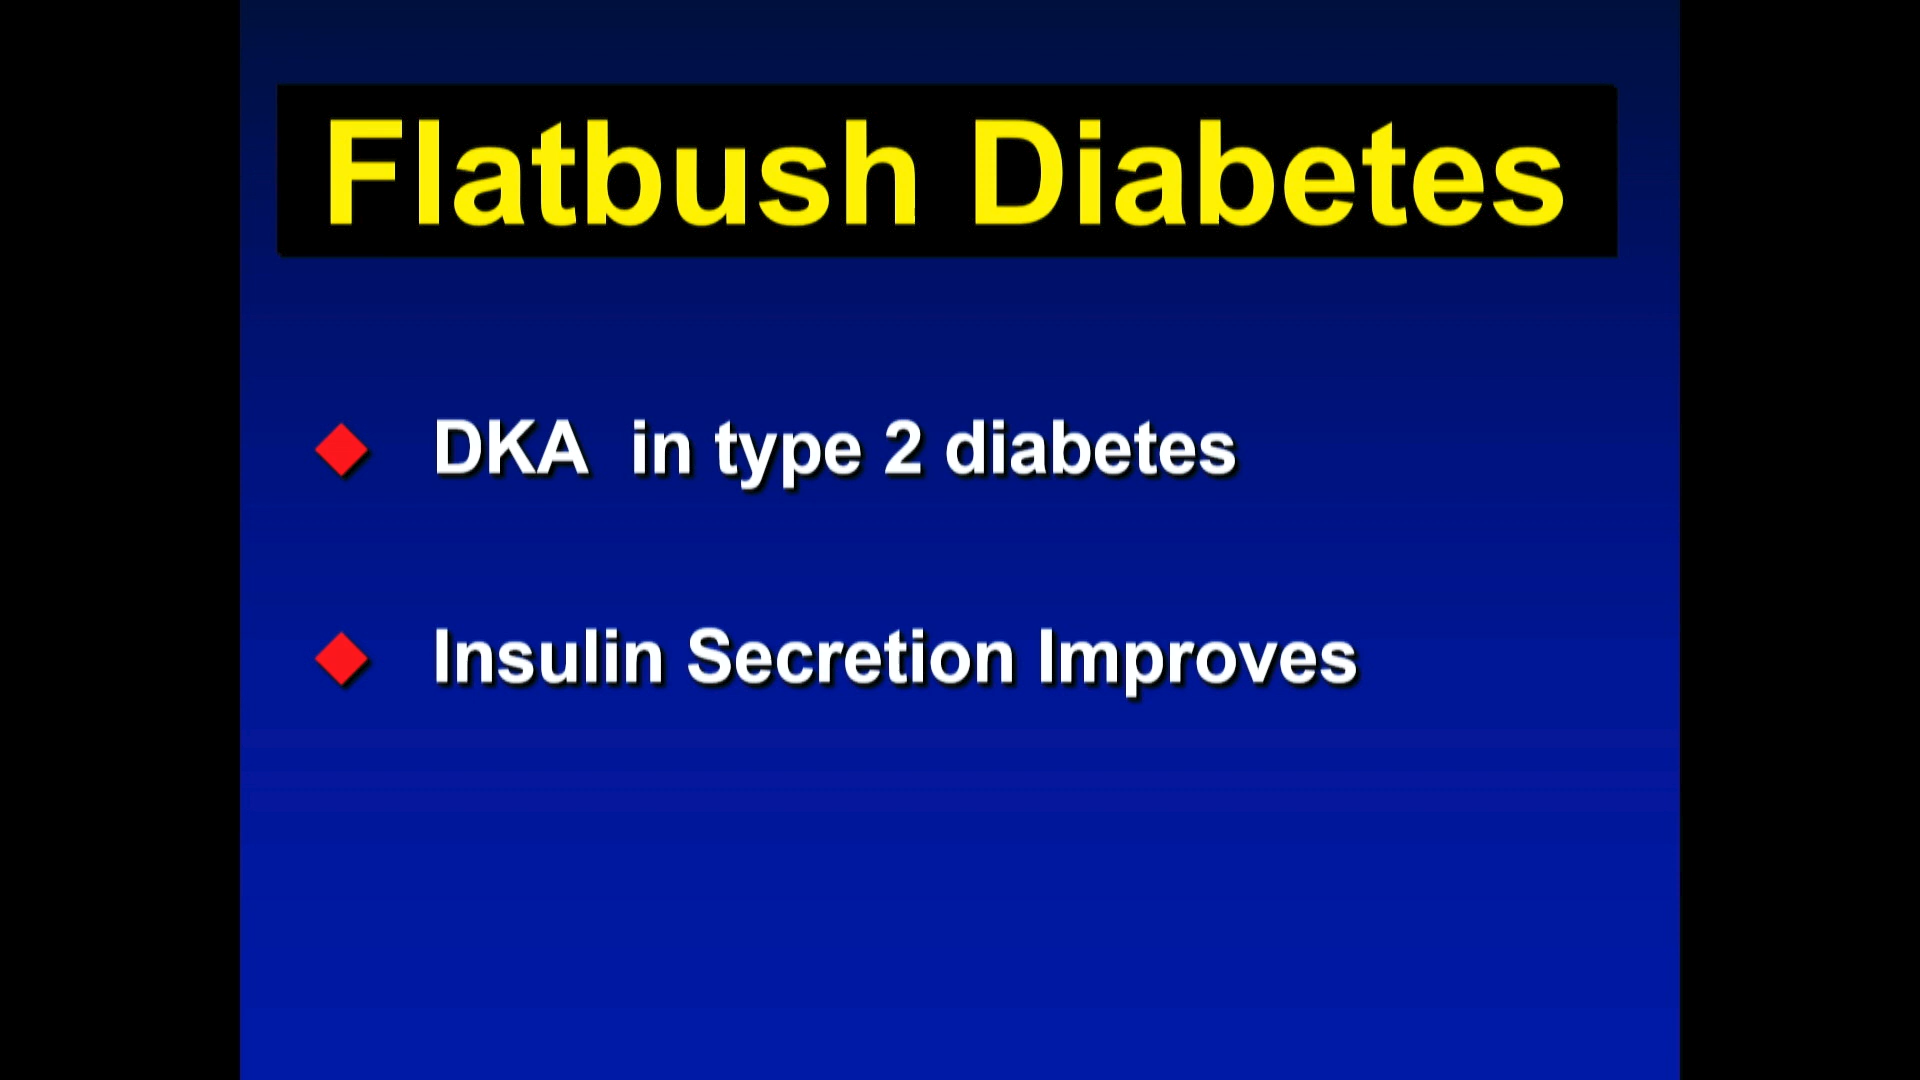 Flatbush Diabetes
DKA in type 2 diabetes
Insulin Secretion Improves